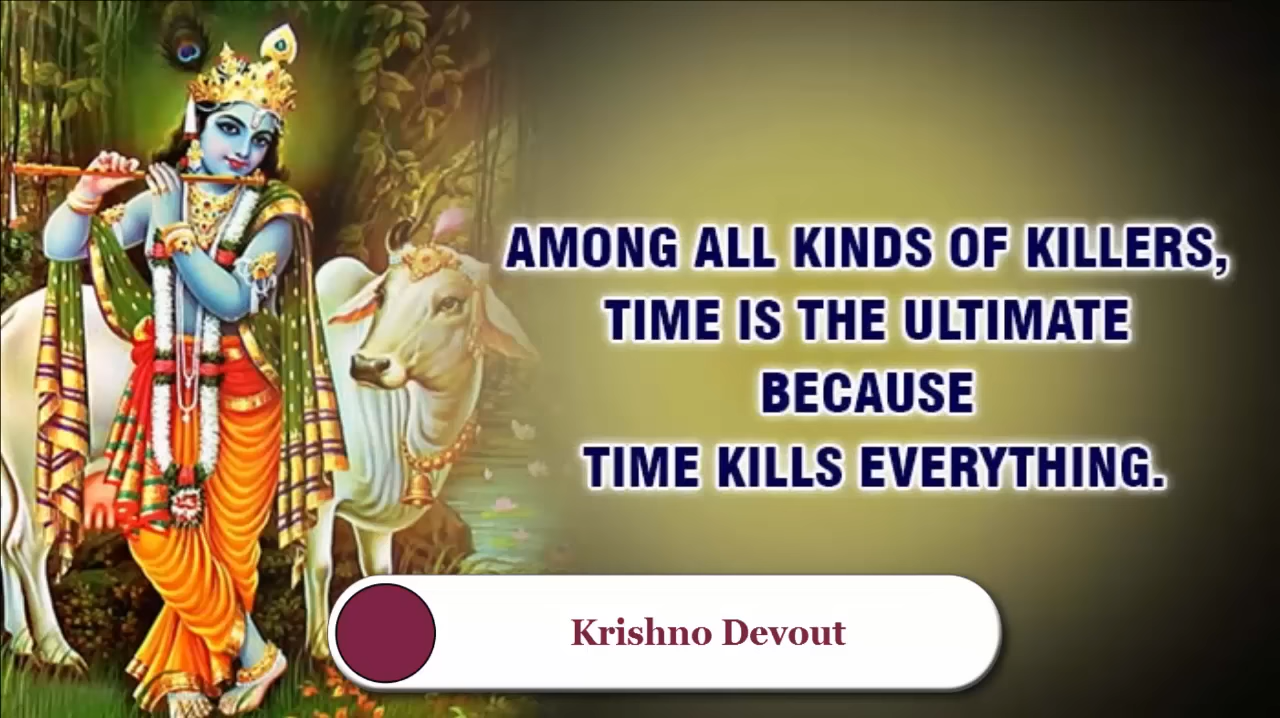 AMONG ALL KINDS OF KILLERS,
TIME IS THE ULTIMATE
BECAUSE
TIME KILLS EVERYTHING.
Krishno Devout